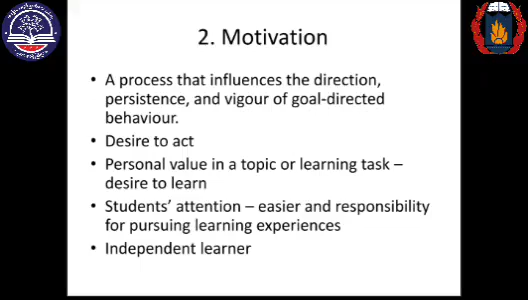 2. Motivation
• A process that influences the direction,
persistence, and vigour of goal-directed
behaviour.
• Desire to act
• Personal value in a topic or learning task –
desire to learn
• Students’ attention – easier and responsibility
for pursuing learning experiences
• Independent learner